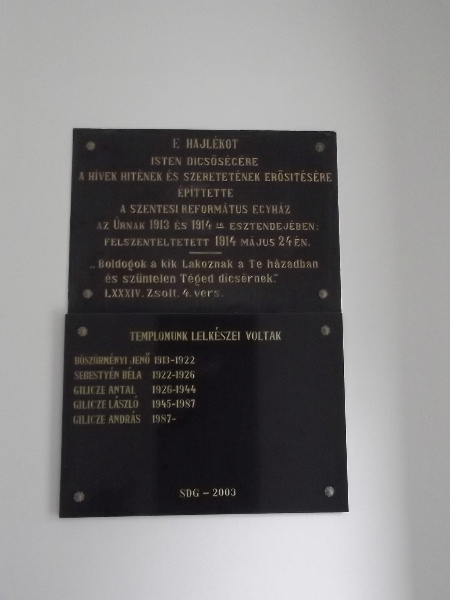 E HAJLÉKOT
ISTEN DICSŐSÉGÉRE
A HÍVEK HITÉNEK ÉS SZERETETÉNEK ERŐSITÉSÉRE
ÉPITTETTE
A SZENTESI REFORMÁTUS EGYHÁZ
AZ ÚRNAK 1913 ÉS 1914 IK ESZTENDEJÉBEN:
FELSZENTELTETETT 1914 MÁJUS 24 ÉN.
„Boldogok a kik Lakoznak a Te házadban
és szüntelen Téged dicsérnek."
LXXXIV. Zsolt. 4. vers.
TEMPLOMUNK LELKÉSZEI VOLTAK
BÖSZÖRMÉNYI JENŐ 1913-1922
SEBESTYÉN BÉLA 1922-1926
GILICZE ANTAL 1926-1944
GILICZE LÁSZLÓ 1945-1987
GILICZE ANDRÁS 1987-
SDG - 2003